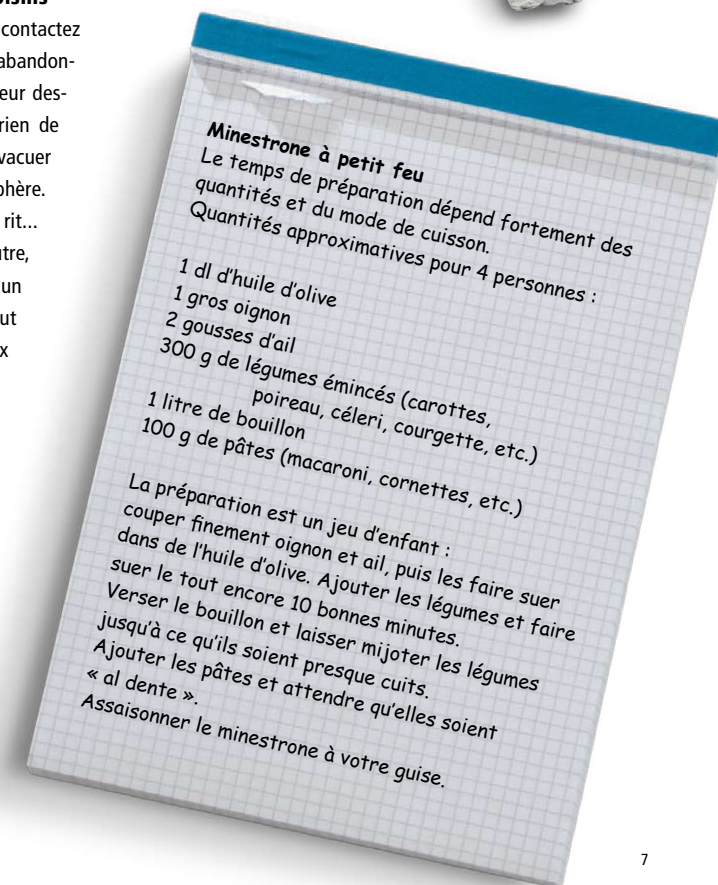 contactez
abandon-
eur des-
rien de
vacuer
phère.
rit...
utre,
un
ut
x
Minestrone à petit feu
Le temps de préparation dépend fortement des
quantités et du mode de cuisson.
Quantités approximatives pour 4 personnes :
1 dl d'huile d'olive
1 gros oignon
2 gousses d'ail
300 g de légumes émincés (carottes,
poireau, céleri, courgette, etc.)
1 litre de bouillon
100 g de pâtes (macaroni, cornettes, etc.)
La préparation est un jeu d'enfant :
couper finement oignon et ail, puis les faire suer
dans de l'huile d'olive. Ajouter les légumes et faire
suer le tout encore 10 bonnes minutes.
Verser le bouillon et laisser mijoter les légumes
jusqu'à ce qu'ils soient presque cuits.
Ajouter les pâtes et attendre qu'elles soient
« al dente ».
Assaisonner le minestrone à votre guise.
7